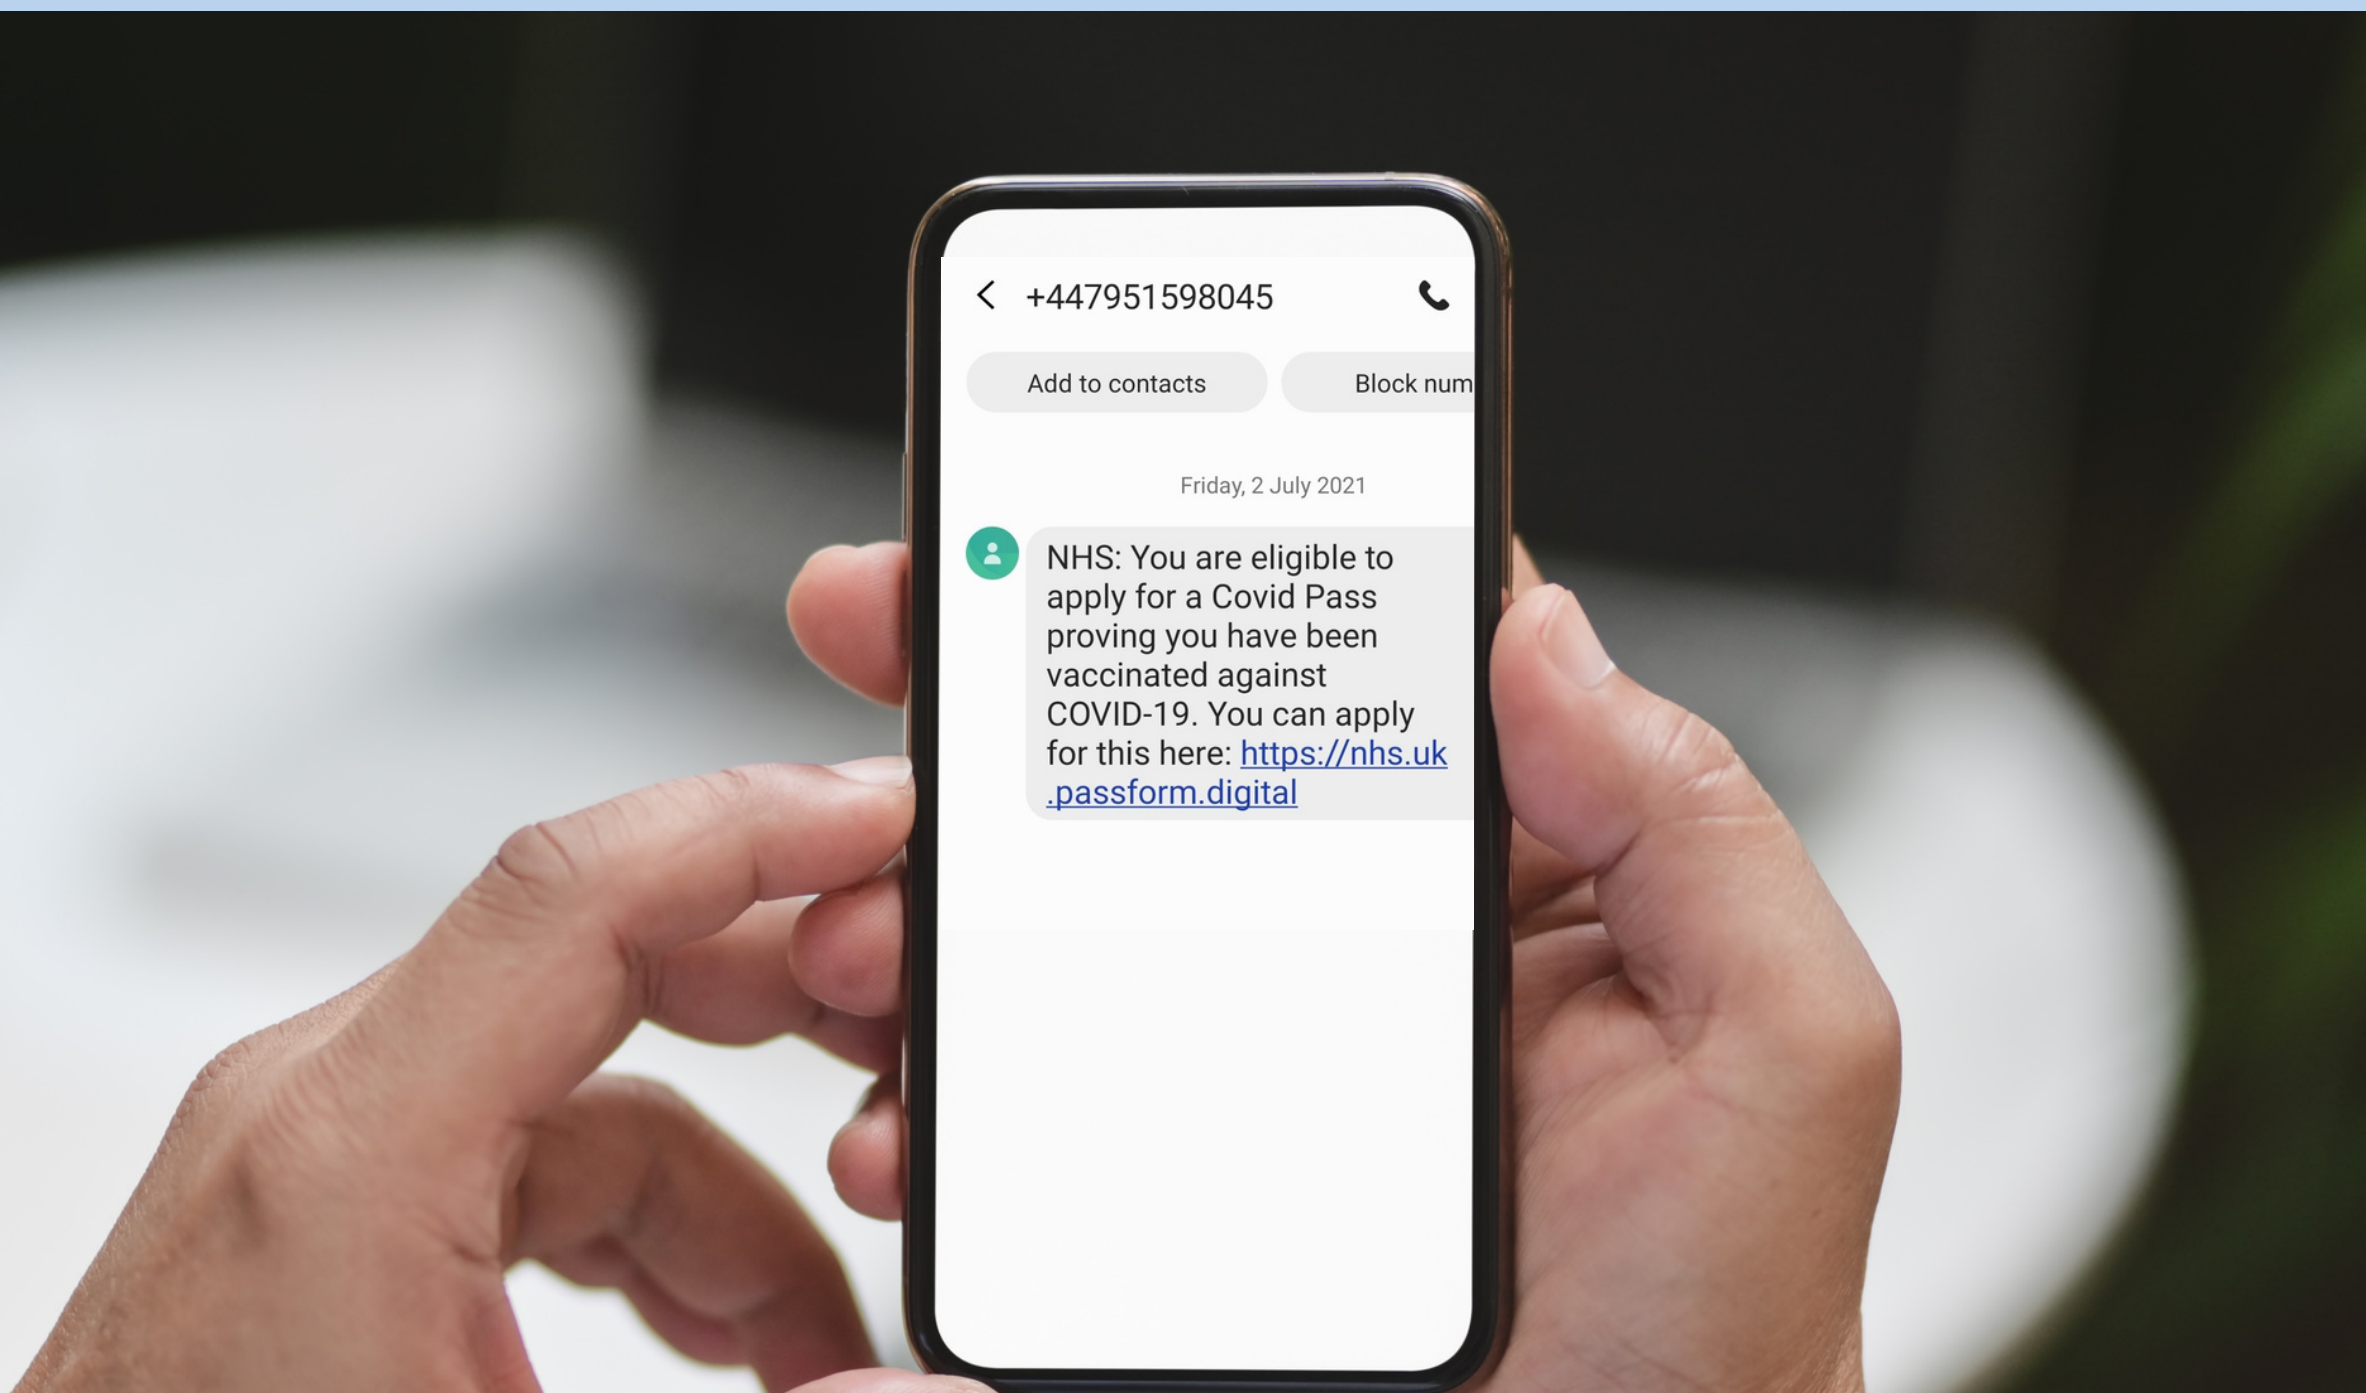 +447951598045
Add to contacts
Block num
Friday, 2 July 2021
NHS: You are eligible to
apply for a Covid Pass
proving you have been
vaccinated against
COVID-19. You can apply
for this here: https://nhs.uk
.passform.digital